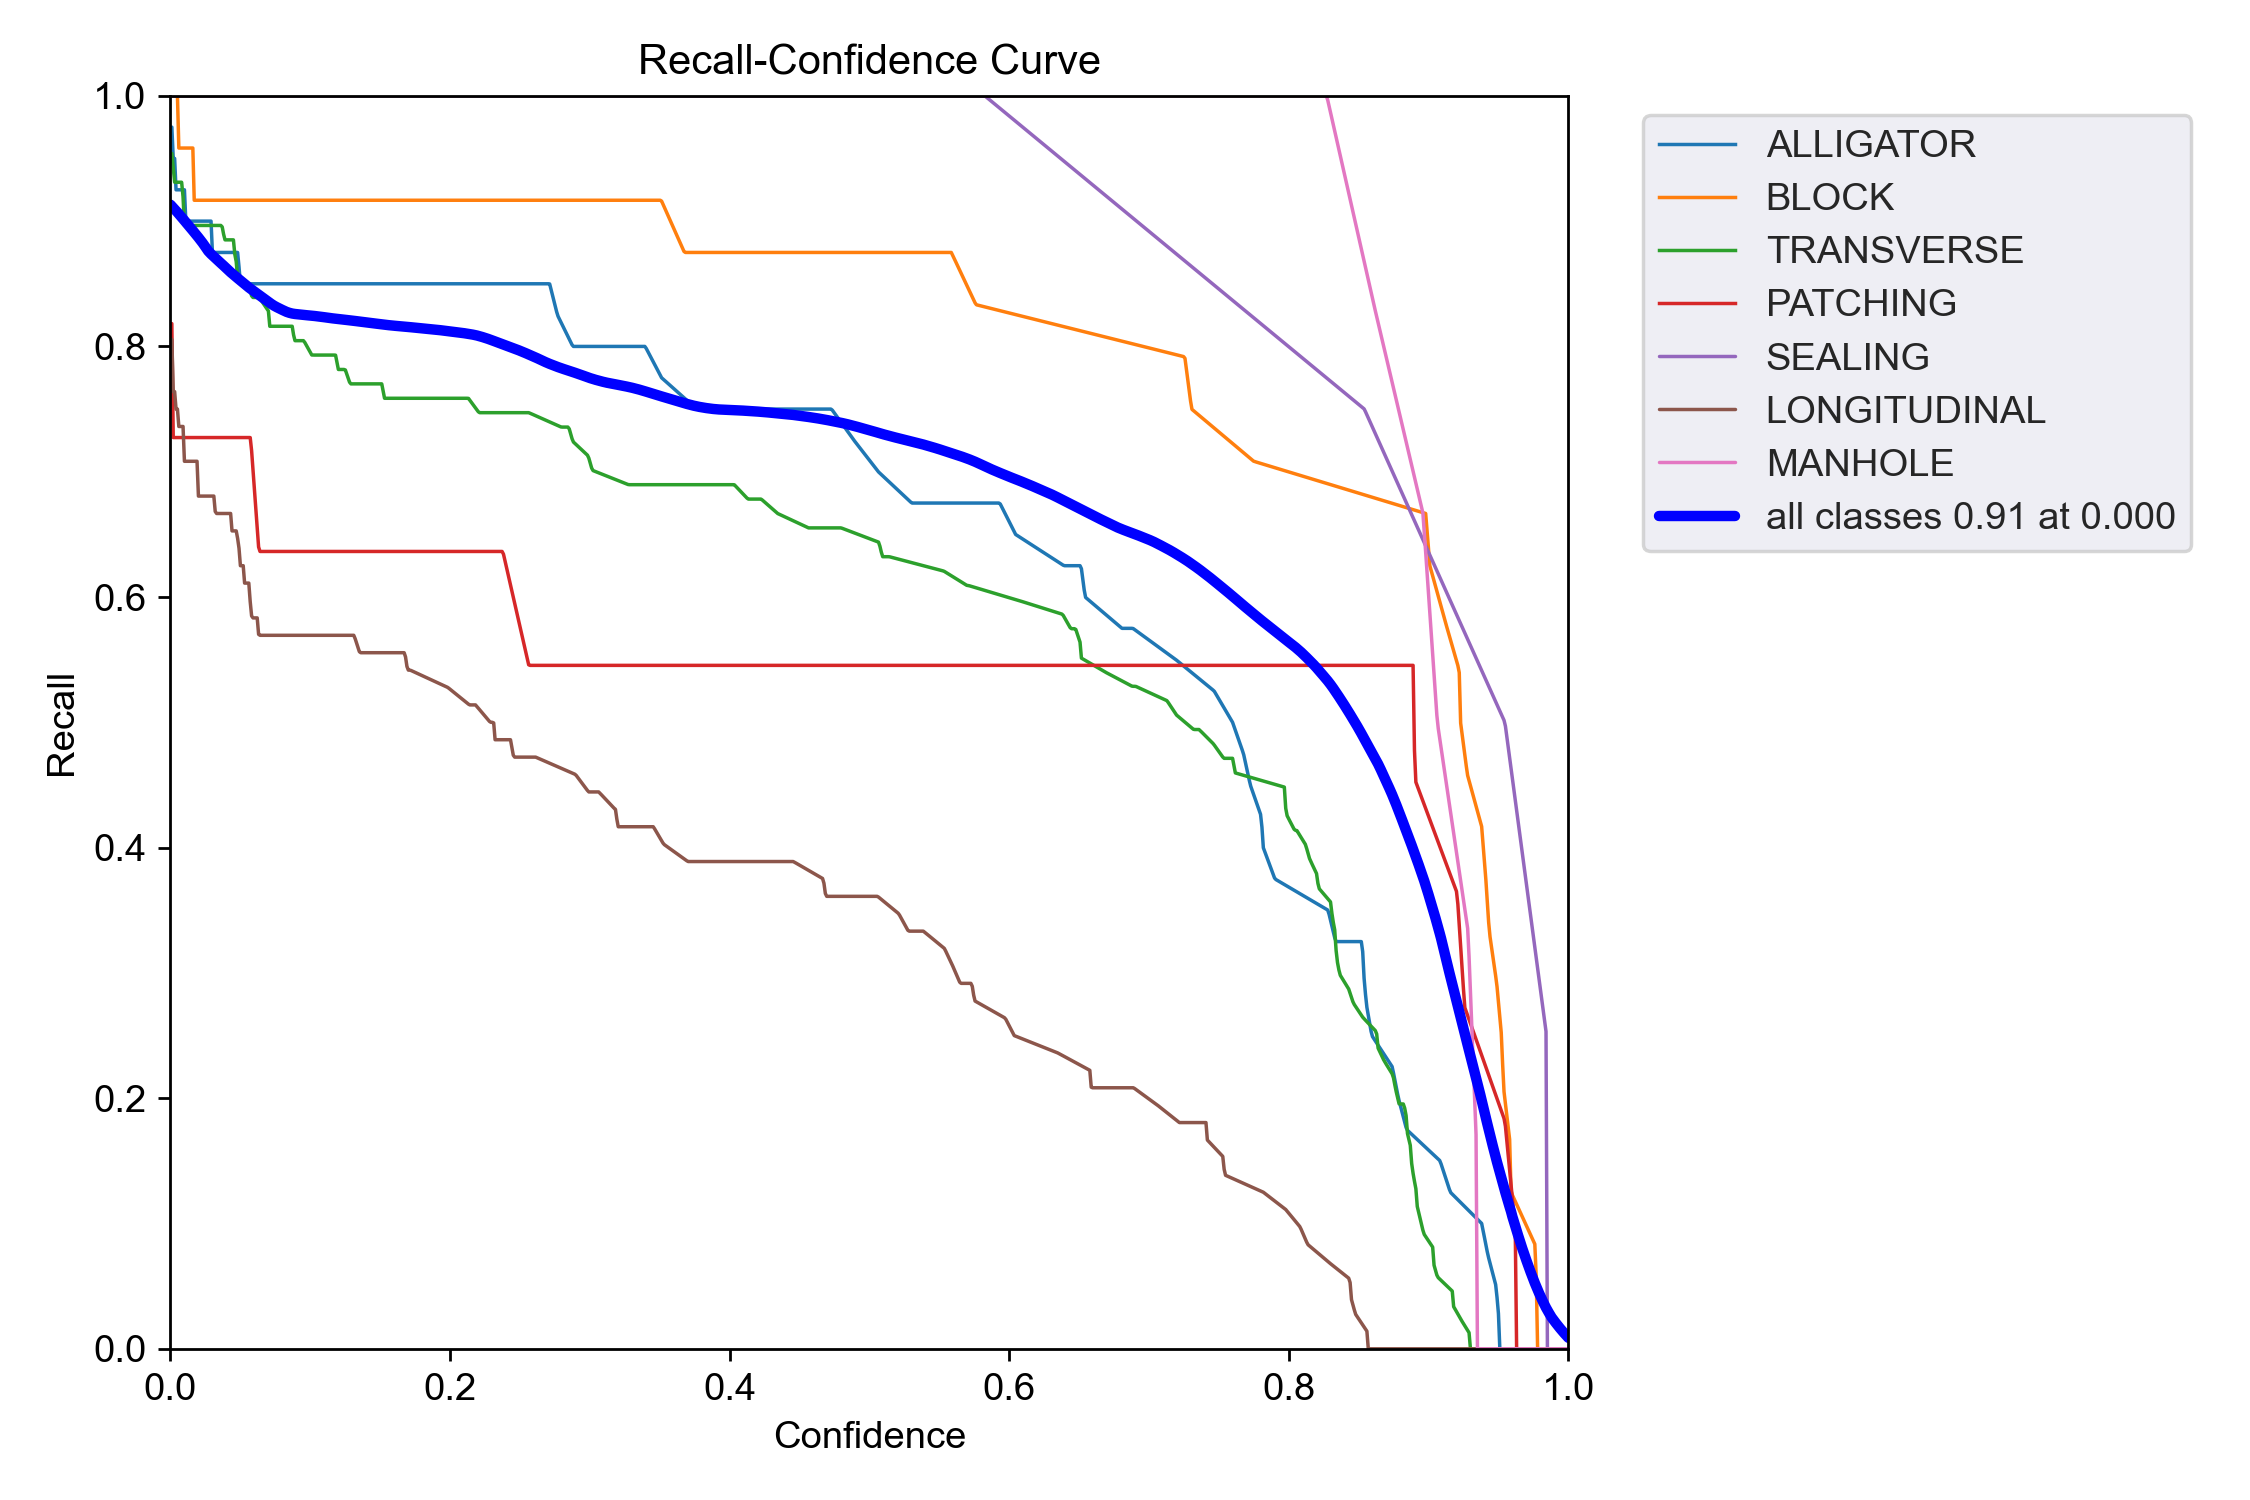 Recall-Confidence Curve
1.0
0.8
0.6
0.4
0.2
0.0
Recall
0.0 0.2 0.4 0.6 0.8 1.0
Confidence
ALLIGATOR
BLOCK
TRANSVERSE
PATCHING
SEALING
LONGITUDINAL
MANHOLE
all classes 0.91 at 0.000